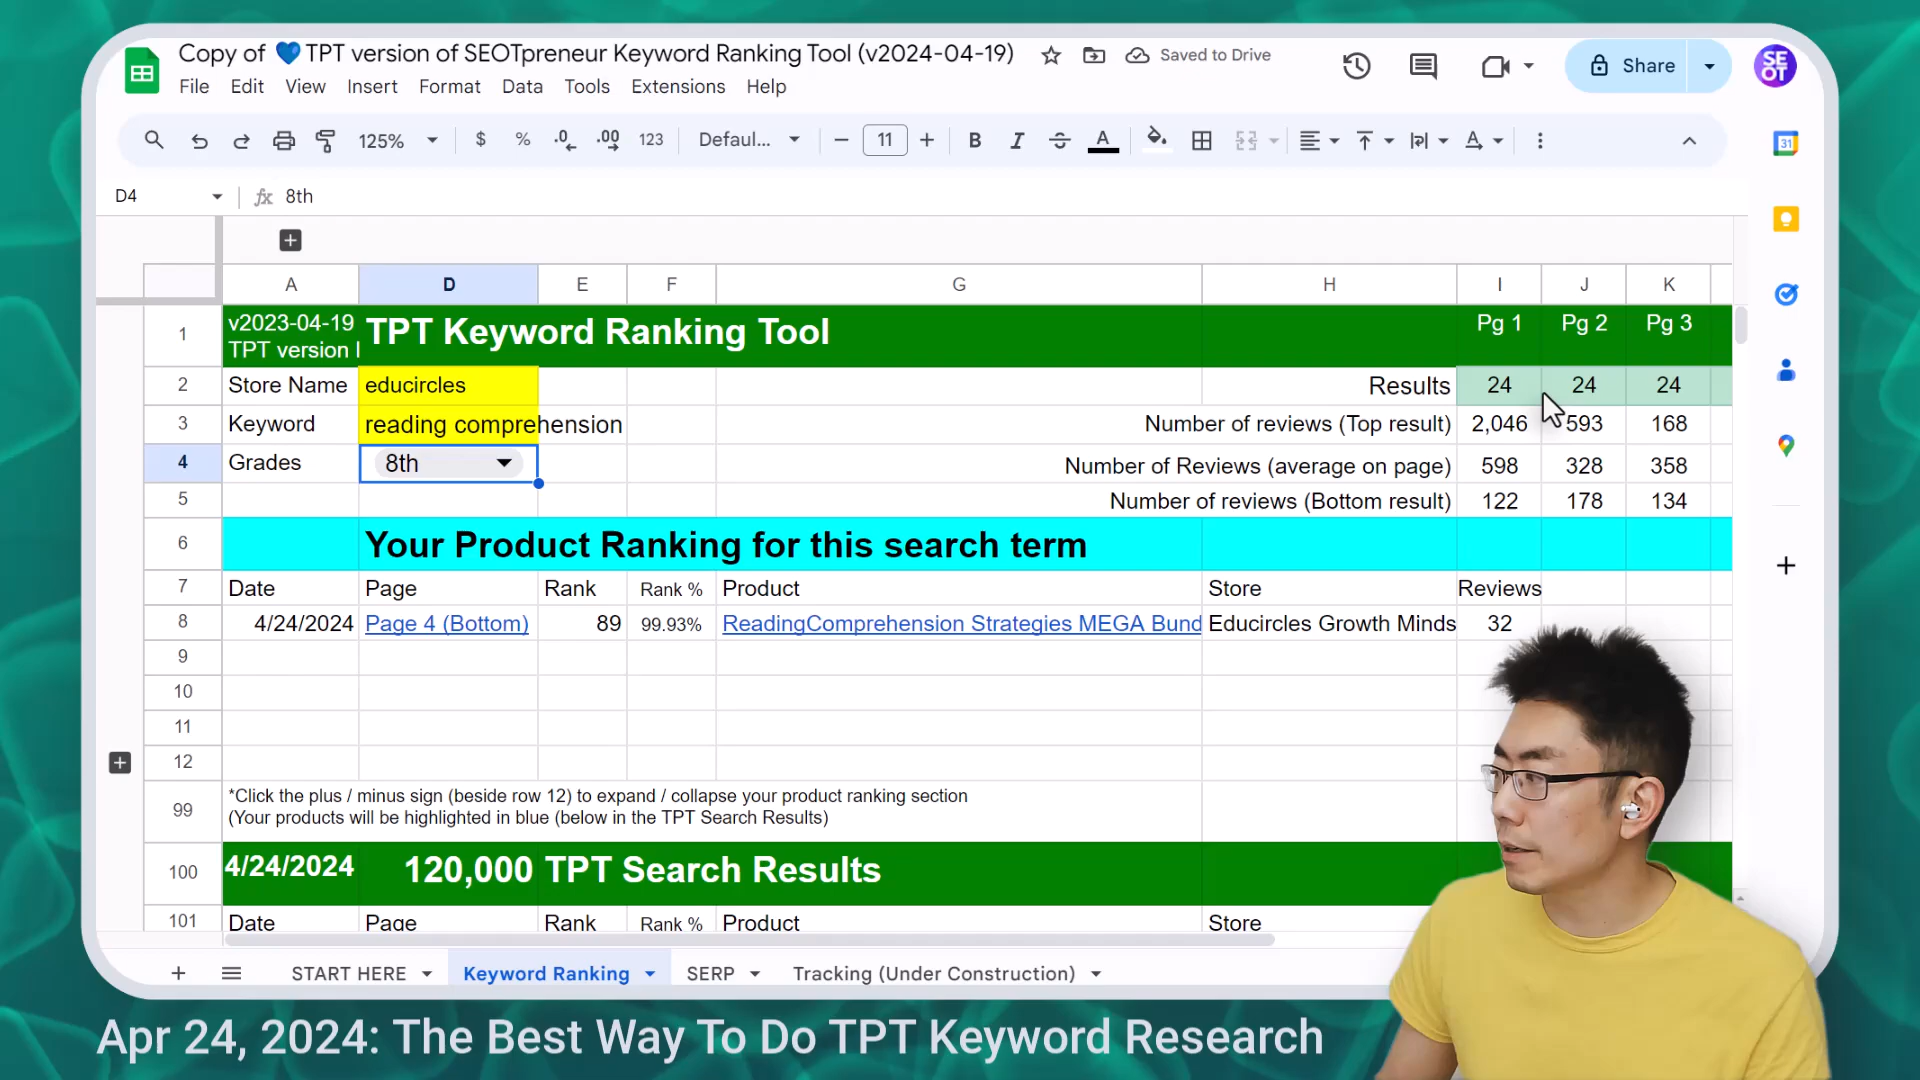 Copy of 💙 TPT version of SEOTpreneur Keyword Ranking Tool (v2024-04-19) Saved to Drive
Share
SE
OT
File Edit View Insert Format Data Tools Extensions Help
125% $ % .0 .00 123 Defaul... − 11 + B I A
31
D4 fx 8th
A D E F G H I J K
1 v2023-04-19 TPT Keyword Ranking Tool Pg 1 Pg 2 Pg 3
TPT version
2 Store Name educircles Results 24 24 24
3 Keyword reading comprehension Number of reviews (Top result) 2,046 593 168
4 Grades 8th Number of Reviews (average on page) 598 328 358
5 Number of reviews (Bottom result) 122 178 134
6 Your Product Ranking for this search term
7 Date Page Rank Rank % Product Store Reviews
8 4/24/2024 Page 4 (Bottom) 89 99.93% ReadingComprehension Strategies MEGA Bund Educircles Growth Minds 32
9
10
11
12
99 *Click the plus / minus sign (beside row 12) to expand / collapse your product ranking section
(Your products will be highlighted in blue (below in the TPT Search Results)
100 4/24/2024 120,000 TPT Search Results
101 Date Page Rank Rank % Product Store
START HERE Keyword Ranking SERP Tracking (Under Construction)
Apr 24, 2024: The Best Way To Do TPT Keyword Research